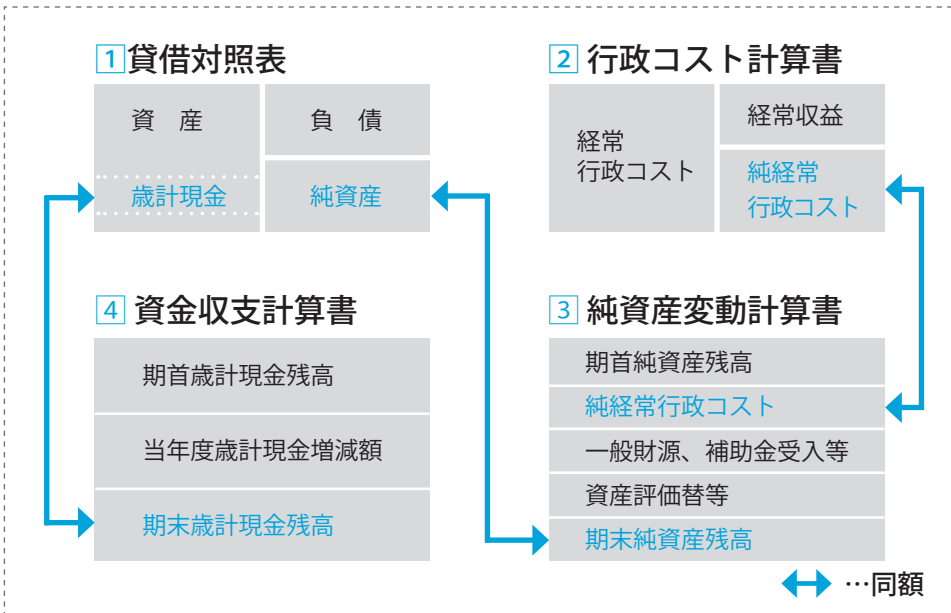 1 貸借対照表
資　産
負　債
歳計現金
純資産
2 行政コスト計算書
経常
行政コスト
経常収益
純経常
行政コスト
4 資金収支計算書
期首歳計現金残高
当年度歳計現金増減額
期末歳計現金残高
3 純資産変動計算書
期首純資産残高
純経常行政コスト
一般財源、補助金受入等
資産評価替等
期末純資産残高
…同額